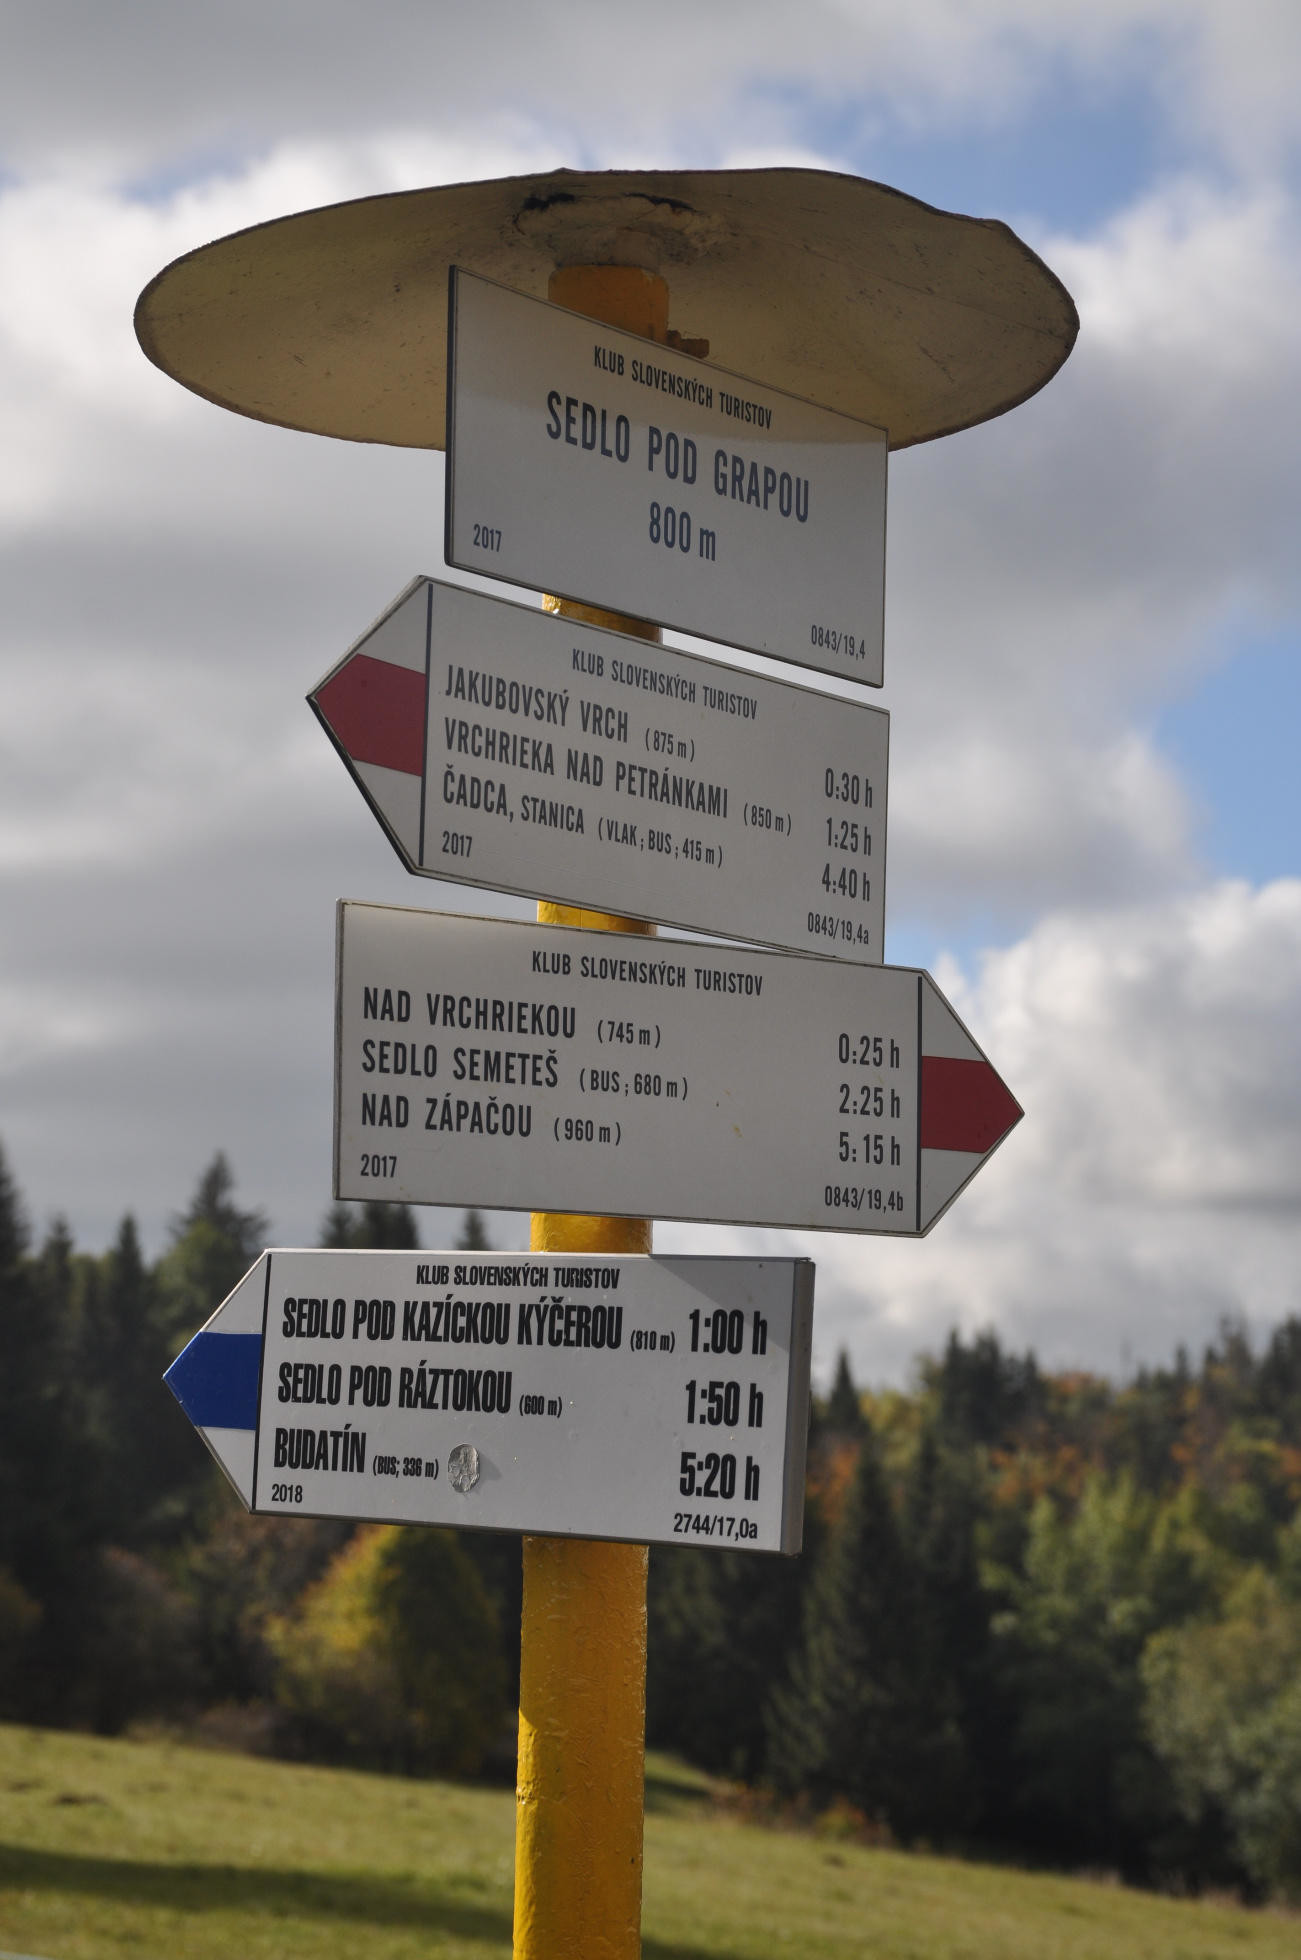 KLUB SLOVENSKÝCH TURISTOV
SEDLO POD GRAPOU
800 m
2017
0843/19,4
KLUB SLOVENSKÝCH TURISTOV
JAKUBOVSKÝ VRCH (875 m) 0:30 h
VRCHRIEKA NAD PETRÁNKAMI (850 m) 1:25 h
ČADCA, STANICA (VLAK; BUS; 415 m) 4:40 h
2017
0843/19,4a
KLUB SLOVENSKÝCH TURISTOV
NAD VRCHRIEKOU (745 m) 0:25 h
SEDLO SEMETEŠ (BUS; 680 m) 2:25 h
NAD ZÁPAČOU (960 m) 5:15 h
2017
0843/19,4b
KLUB SLOVENSKÝCH TURISTOV
SEDLO POD KAZÍCKOU KÝČEROU (810 m) 1:00 h
SEDLO POD RÁZTOKOU (600 m) 1:50 h
BUDATÍN (BUS; 336 m) 5:20 h
2018
2744/17,0a